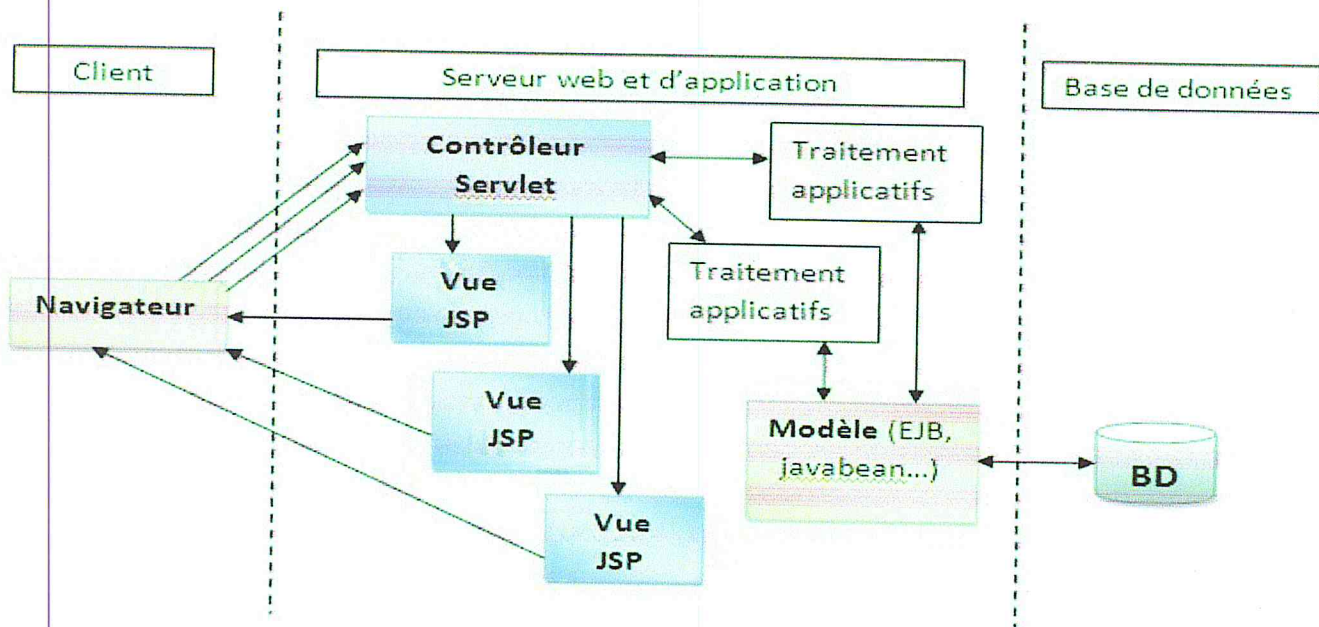 Client
Serveur web et d'application
Base de données
Contrôleur
Servlet
Traitement
applicatifs
Traitement
applicatifs
Navigateur
Vue
JSP
Vue
JSP
Vue
JSP
Modèle (EJB,
javabean...)
BD